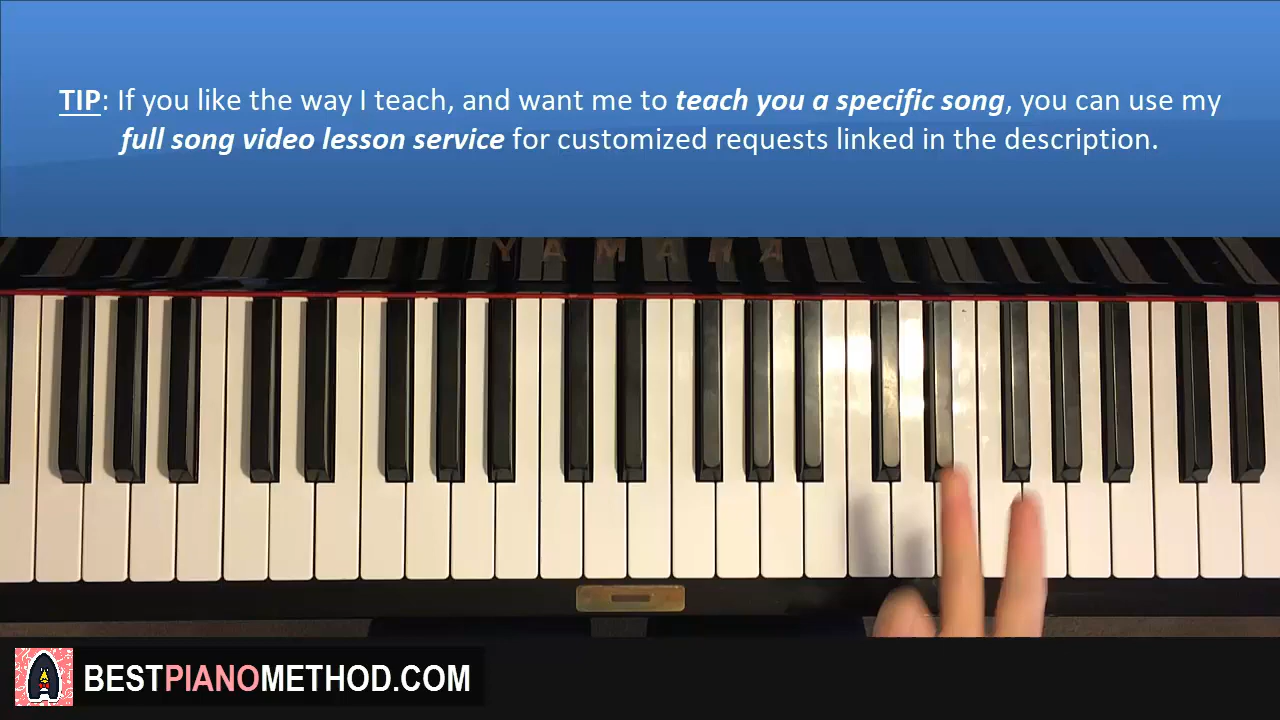 TIP: If you like the way I teach, and want me to teach you a specific song, you can use my
full song video lesson service for customized requests linked in the description.
YAMAHA
BESTPIANOMETHOD.COM